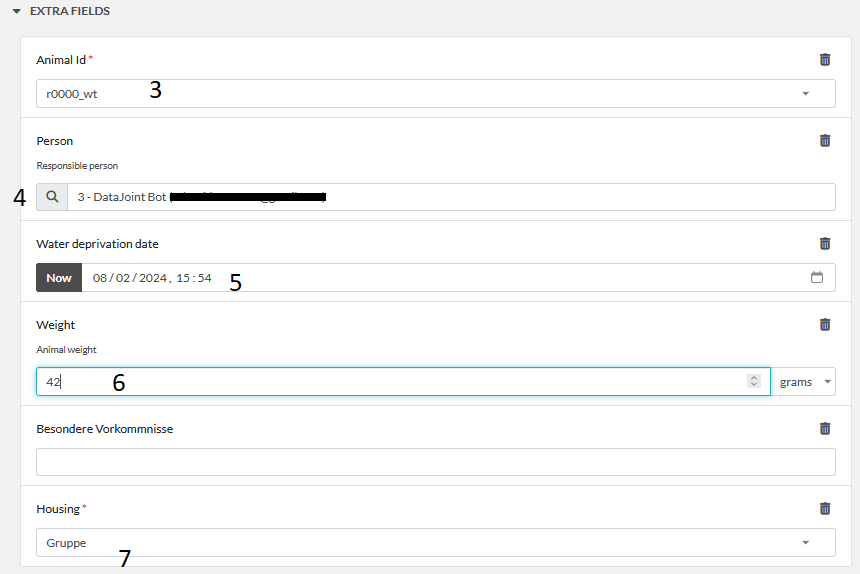 EXTRA FIELDS
Animal Id *
r0000_wt 3
Person
Responsible person
4 3 - DataJoint Bot
Water deprivation date
Now 08 / 02 / 2024 , 15 : 54 5
Weight
Animal weight
42 6 grams
Besondere Vorkommnisse
Housing *
Gruppe
7